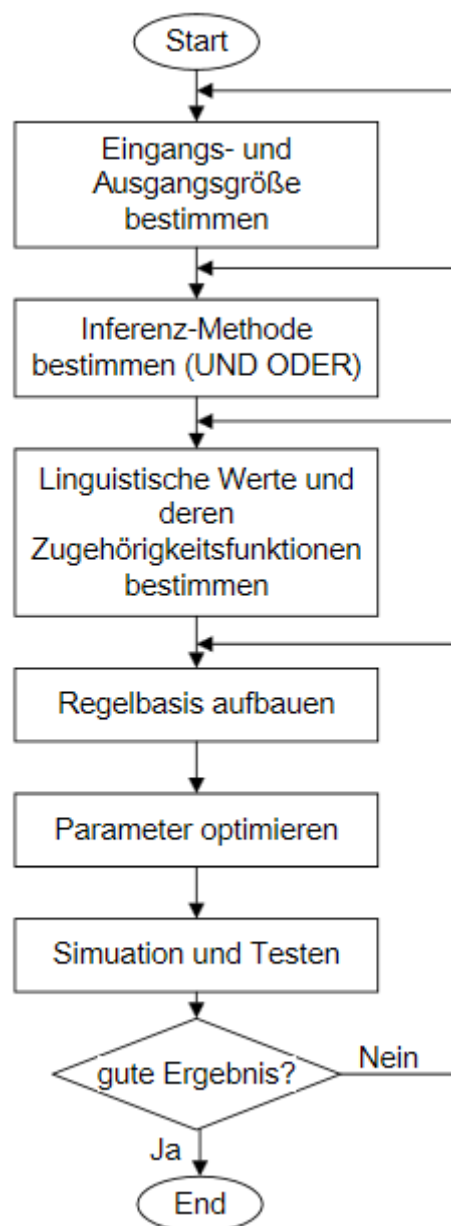 Start
Eingangs- und
Ausgangsgröße
bestimmen
Inferenz-Methode
bestimmen (UND ODER)
Linguistische Werte und
deren
Zugehörigkeitsfunktionen
bestimmen
Regelbasis aufbauen
Parameter optimieren
Simuation und Testen
gute Ergebnis?
Nein
Ja
End